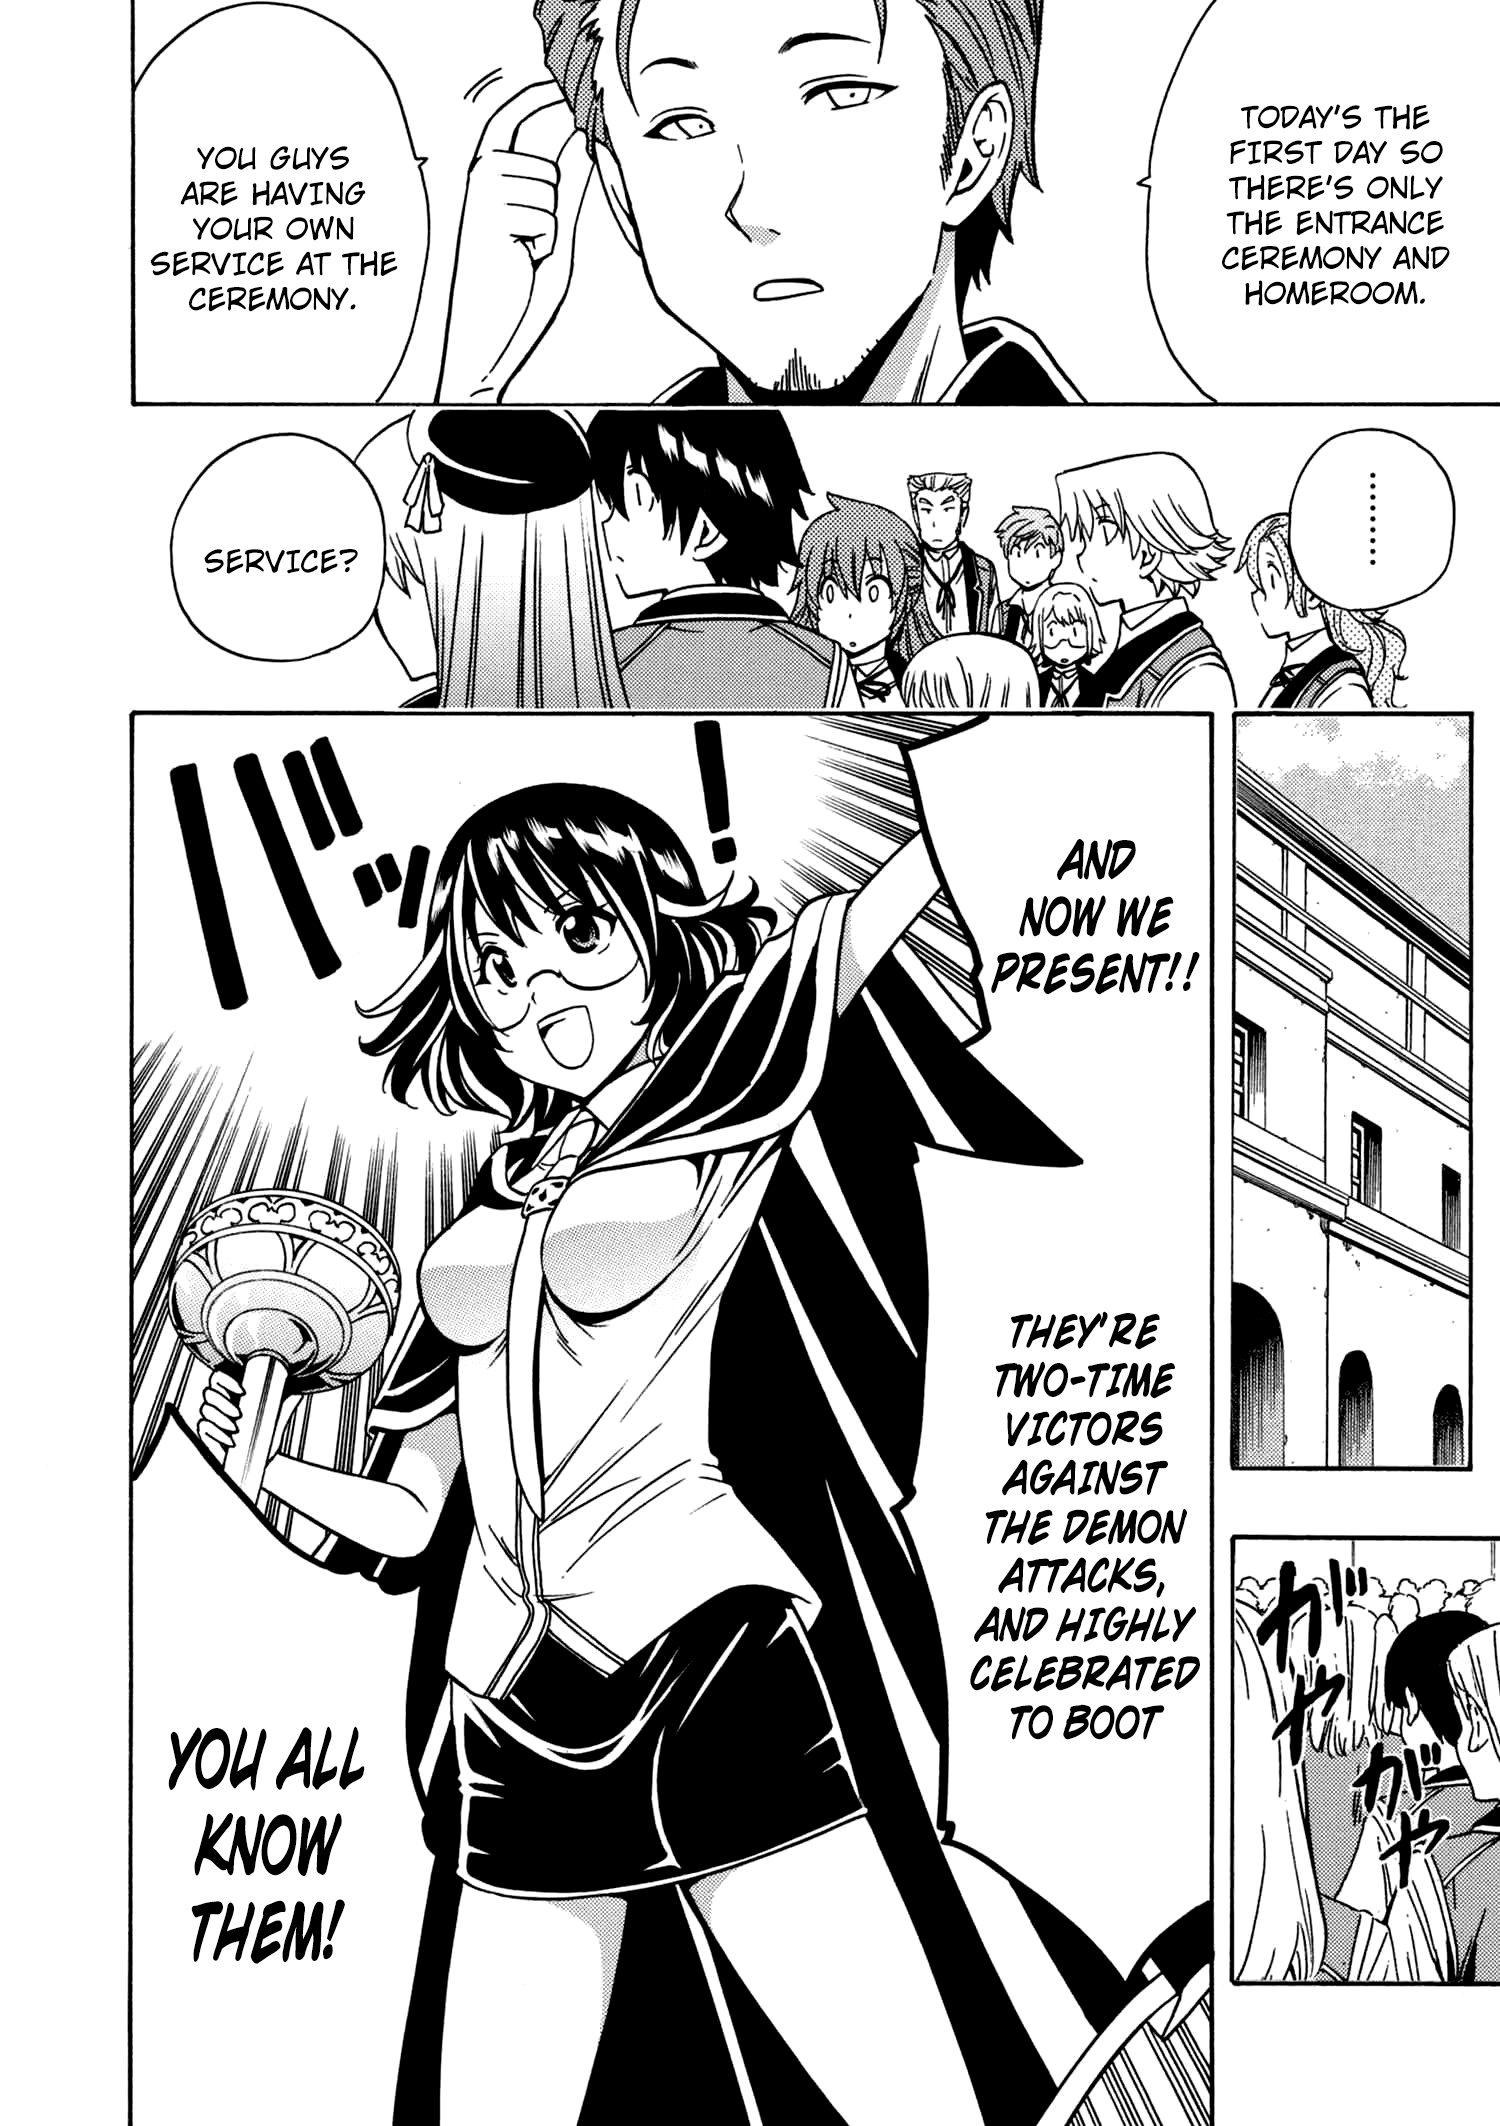 TODAY'S THE
FIRST DAY SO
THERE'S ONLY
THE ENTRANCE
CEREMONY AND
HOMEROOM.
YOU GUYS
ARE HAVING
YOUR OWN
SERVICE AT THE
CEREMONY.
.........
SERVICE?
ガヤ
ガヤ
AND
NOW WE
PRESENT!!
THEY'RE
TWO-TIME
VICTORS
AGAINST
THE DEMON
ATTACKS,
AND HIGHLY
CELEBRATED
TO BOOT
バッ!
YOU ALL
KNOW
THEM!